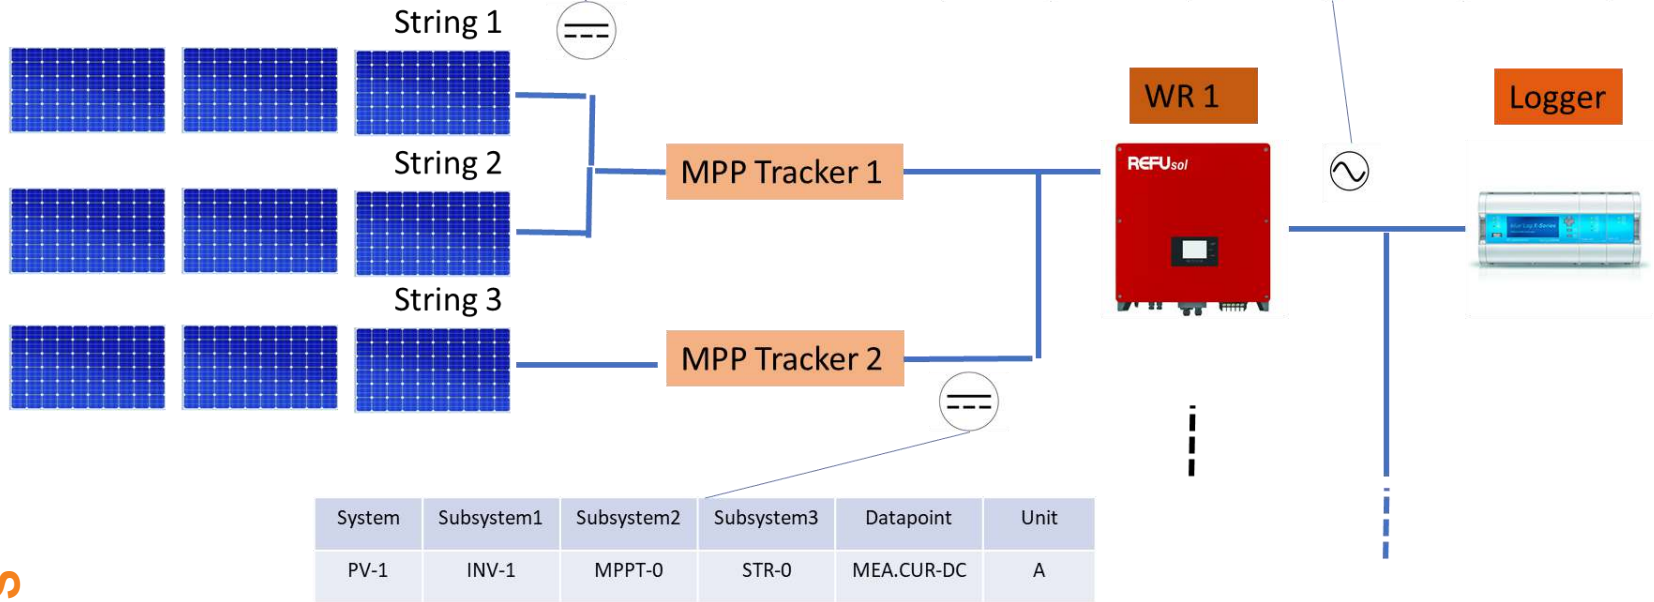 String 1
WR 1
Logger
String 2
MPP Tracker 1
REFUsol
String 3
MPP Tracker 2
System Subsystem1 Subsystem2 Subsystem3 Datapoint Unit
PV-1 INV-1 MPPT-0 STR-0 MEA.CUR-DC A